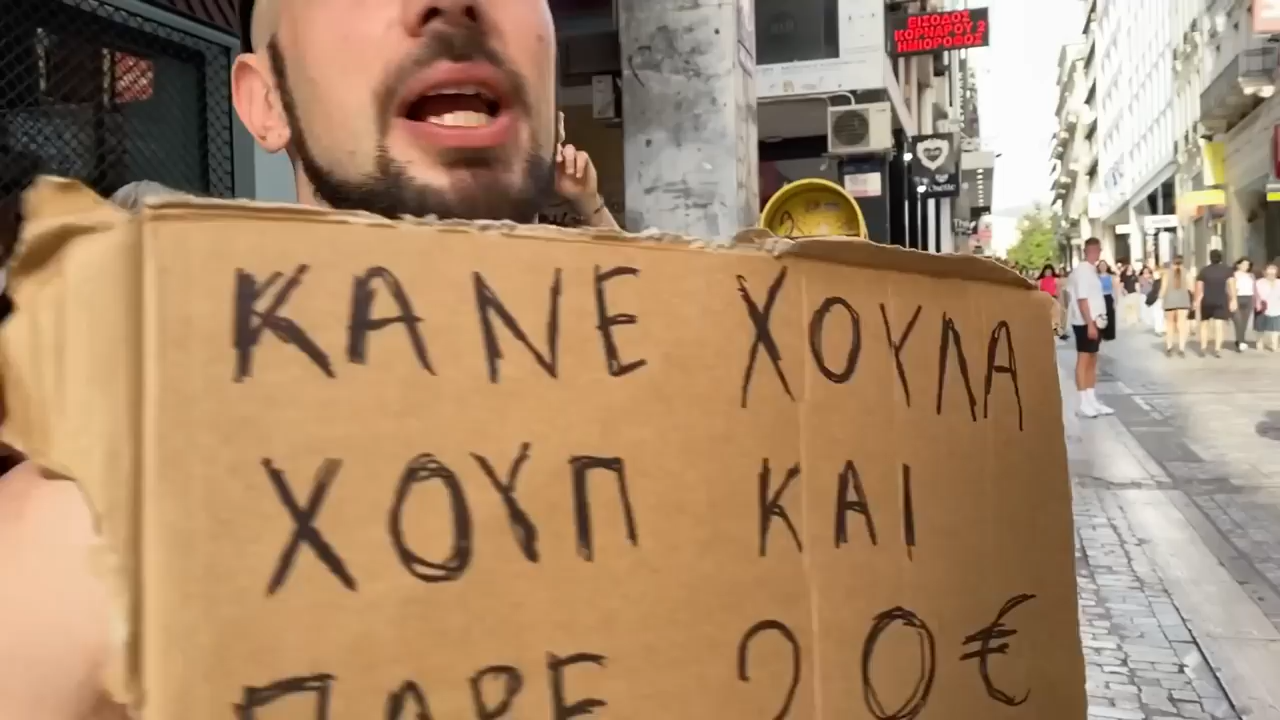 ΕΙΣΟΔΟΣ
ΚΟΡΝΑΡΟΥ 2
ΗΜΙΟΡΟΦΟΣ
ΚΑΝΕ ΧΟΥΛΑ
ΧΟΥΠ ΚΑΙ
ΠΑΡΕ 20€